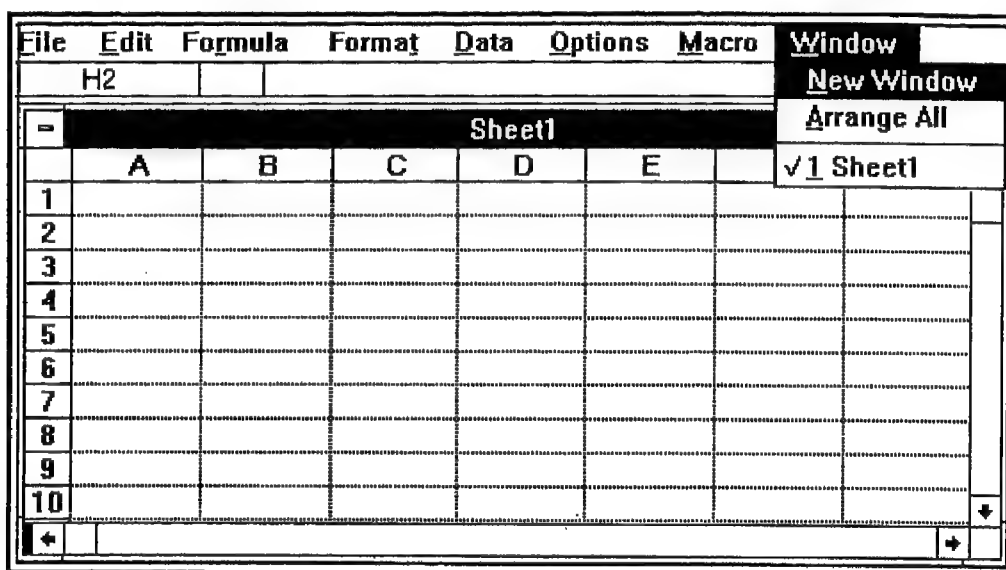 File Edit Formula Format Data Options Macro Window
H2 New Window
Arrange All
Sheet1
√ 1 Sheet1
A B C D E
1
2
3
4
5
6
7
8
9
10